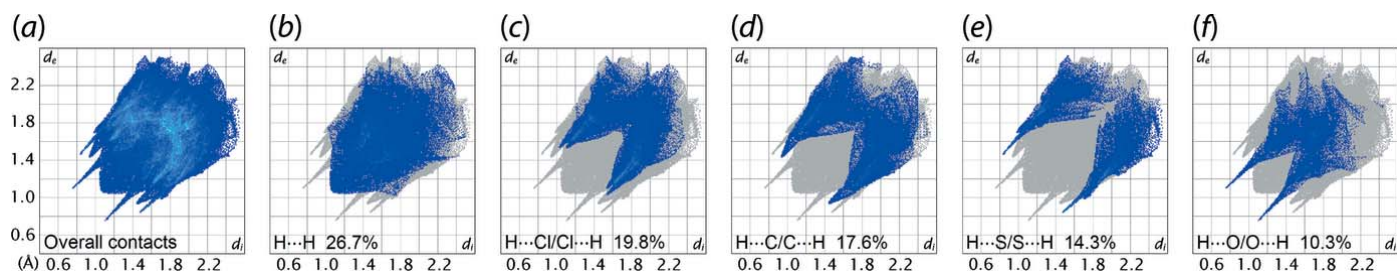 (a) (b) (c) (d) (e) (f)
de de de de de de
2.2
1.8
1.4
1.0
0.6
Overall contacts di H···H 26.7% di H···Cl/Cl···H 19.8% di H···C/C···H 17.6% di H···S/S···H 14.3% di H···O/O···H 10.3% di
(Å) 0.6 1.0 1.4 1.8 2.2 0.6 1.0 1.4 1.8 2.2 0.6 1.0 1.4 1.8 2.2 0.6 1.0 1.4 1.8 2.2 0.6 1.0 1.4 1.8 2.2 0.6 1.0 1.4 1.8 2.2